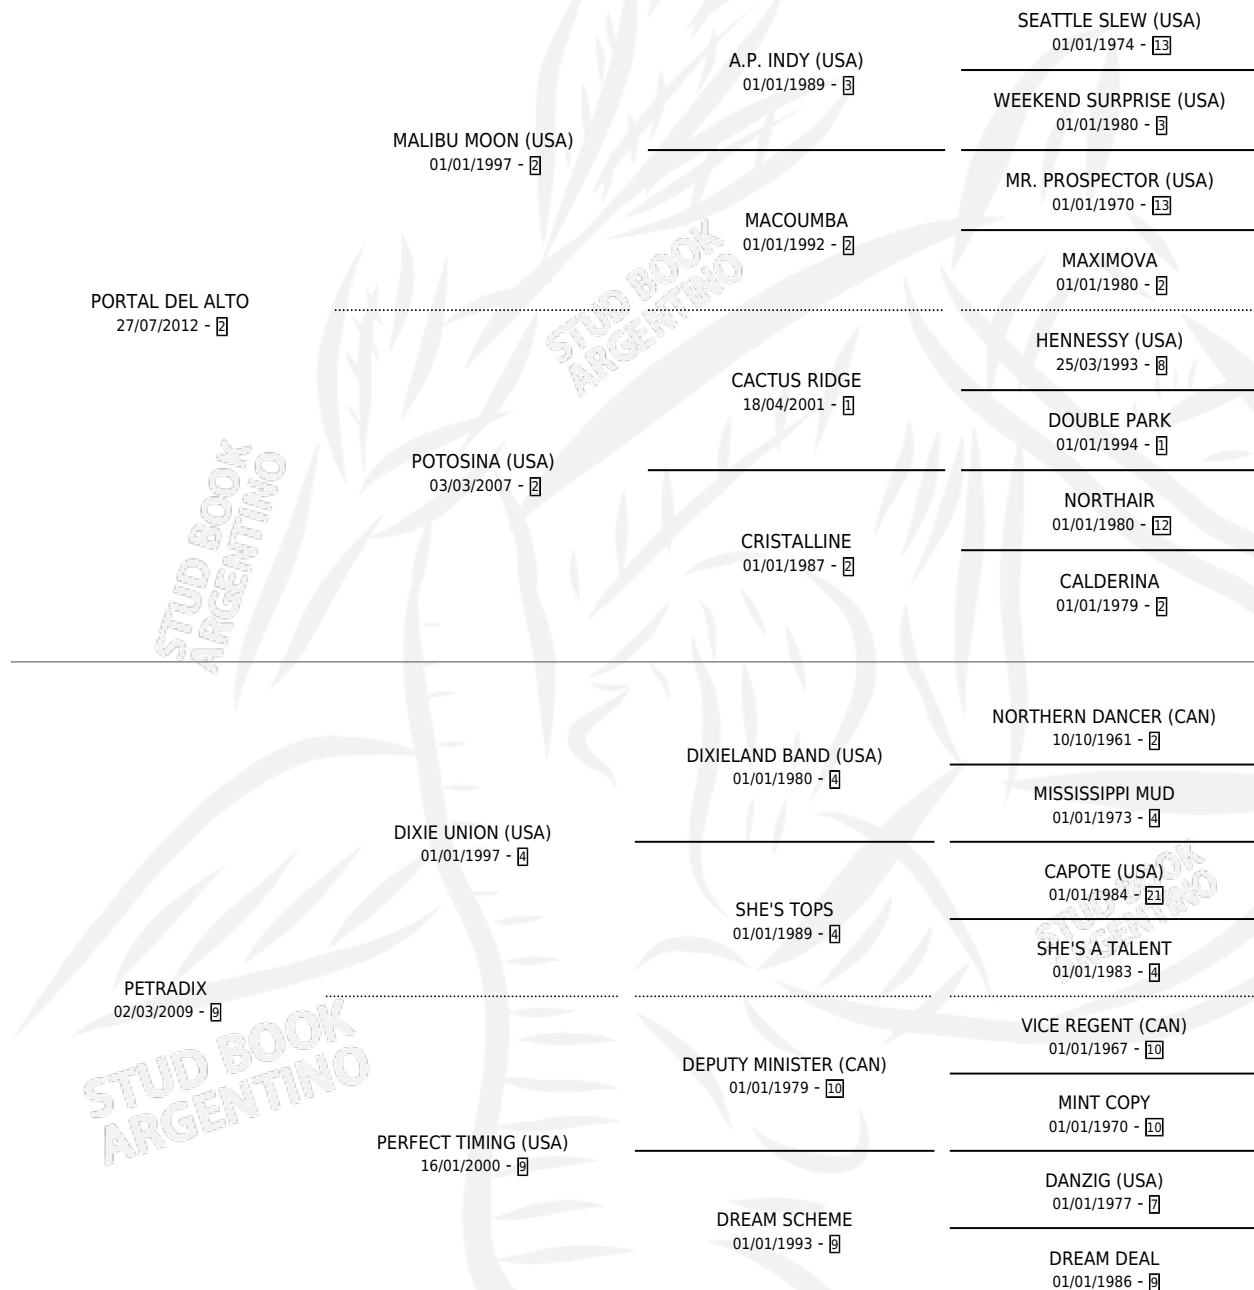 SEATTLE SLEW (USA)
01/01/1974 - 13
A.P. INDY (USA)
01/01/1989 - 3
WEEKEND SURPRISE (USA)
01/01/1980 - 3
MALIBU MOON (USA)
01/01/1997 - 2
MR. PROSPECTOR (USA)
01/01/1970 - 13
MACOUMBA
01/01/1992 - 2
MAXIMOVA
01/01/1980 - 2
PORTAL DEL ALTO
27/07/2012 - 2
HENNESSY (USA)
25/03/1993 - 8
CACTUS RIDGE
18/04/2001 - 1
DOUBLE PARK
01/01/1994 - 1
POTOSINA (USA)
03/03/2007 - 2
NORTHAIR
01/01/1980 - 12
CRISTALLINE
01/01/1987 - 2
CALDERINA
01/01/1979 - 2
STUD BOOK
ARGENTINO
STUD BOOK
ARGENTINO
NORTHERN DANCER (CAN)
10/10/1961 - 2
DIXIELAND BAND (USA)
01/01/1980 - 4
MISSISSIPPI MUD
01/01/1973 - 4
DIXIE UNION (USA)
01/01/1997 - 4
CAPOTE (USA)
01/01/1984 - 21
SHE'S TOPS
01/01/1989 - 4
SHE'S A TALENT
01/01/1983 - 4
STUD BOOK
ARGENTINO
PETRADIX
02/03/2009 - 9
VICE REGENT (CAN)
01/01/1967 - 10
DEPUTY MINISTER (CAN)
01/01/1979 - 10
MINT COPY
01/01/1970 - 10
PERFECT TIMING (USA)
16/01/2000 - 9
DANZIG (USA)
01/01/1977 - 7
DREAM SCHEME
01/01/1993 - 9
DREAM DEAL
01/01/1986 - 9
STUD BOOK
ARGENTINO